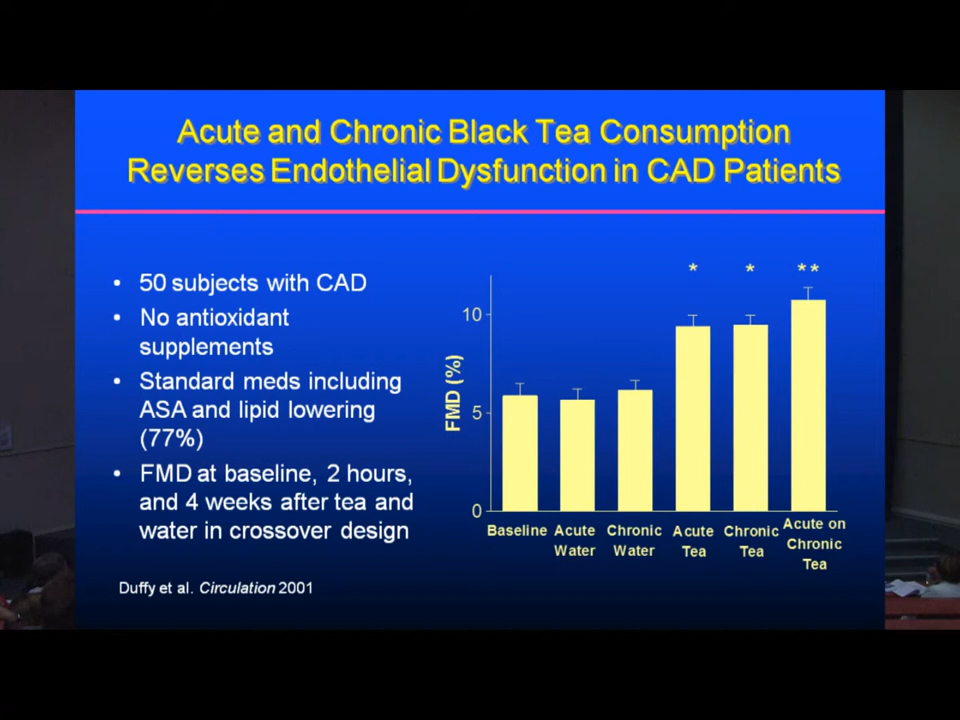 Acute and Chronic Black Tea Consumption
Reverses Endothelial Dysfunction in CAD Patients
• 50 subjects with CAD
• No antioxidant
supplements
• Standard meds including
ASA and lipid lowering
(77%)
• FMD at baseline, 2 hours,
and 4 weeks after tea and
water in crossover design
Duffy et al. Circulation 2001
FMD (%)
10
5
0
* * **
Baseline
Acute
Water
Chronic
Water
Acute
Tea
Chronic
Tea
Acute on
Chronic
Tea